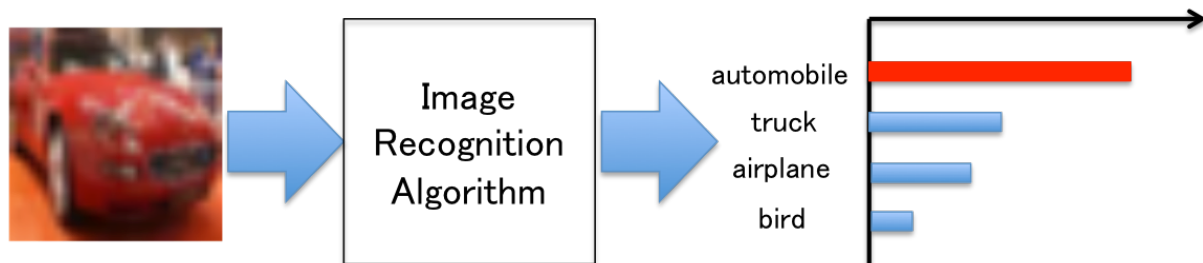 Image
Recognition
Algorithm
automobile
truck
airplane
bird